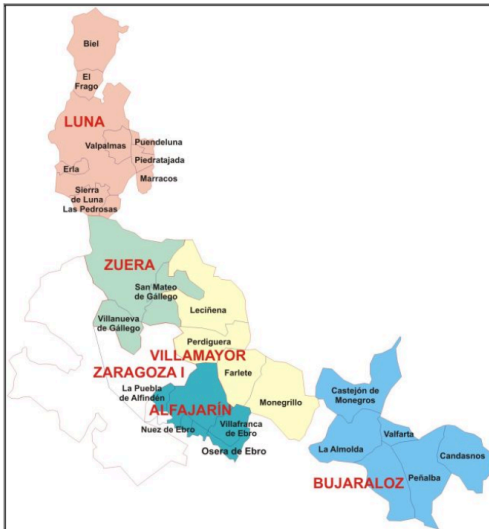 Biel
El
Frago
LUNA
Valpalmas
Puendeluna
Piedratajada
Erla
Marracos
Sierra
de Luna
Las Pedrosas
ZUERA
San Mateo
de Gállego
Leciñena
Villanueva
de Gállego
Perdiguera
VILLAMAYOR
ZARAGOZA I
Farlete
La Puebla
de Alfindén
Monegrillo
ALFAJARÍN
Villafranca
de Ebro
Nuez de Ebro
Osera de Ebro
Castejón de
Monegros
Valfarta
La Almolda
Candasnos
Peñalba
BUJARALOZ